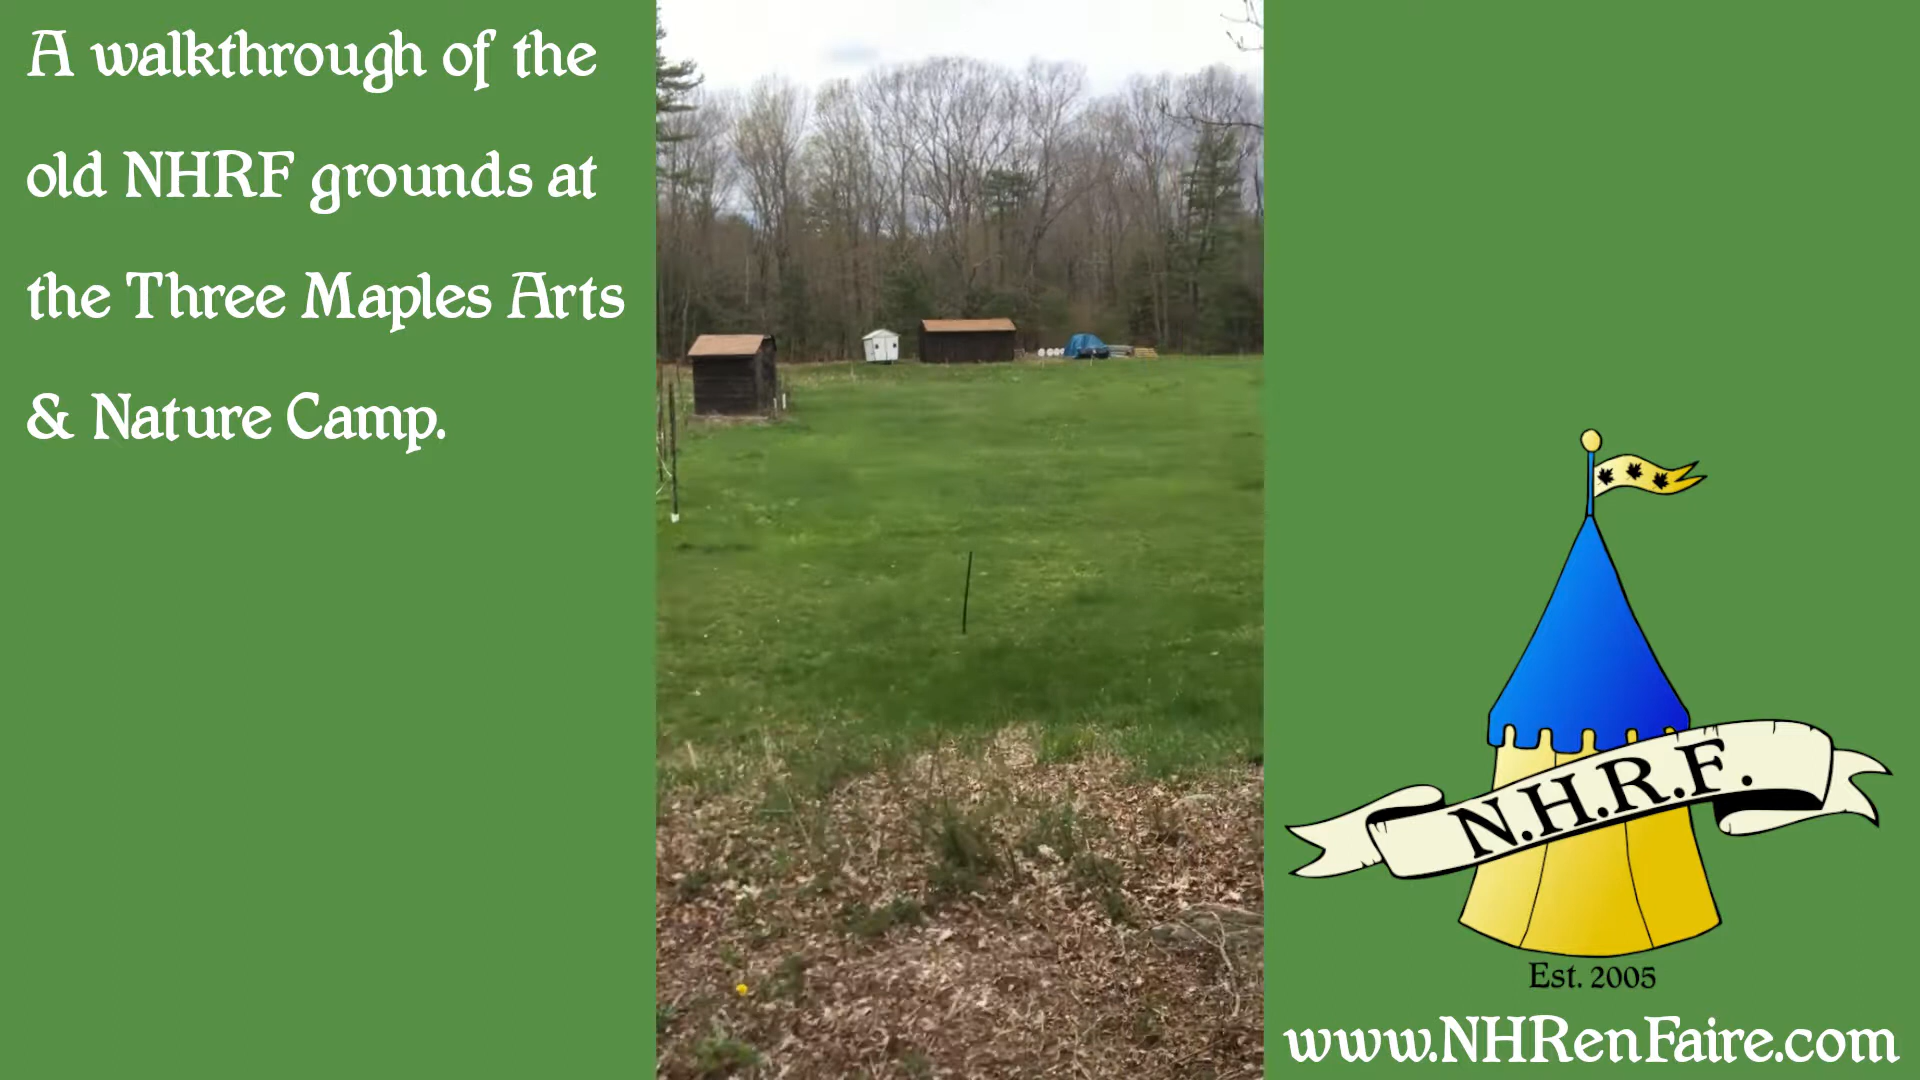 A walkthrough of the
old NHRF grounds at
the Three Maples Arts
& Nature Camp.
N.H.R.F.
Est. 2005
www.NHRenFaire.com